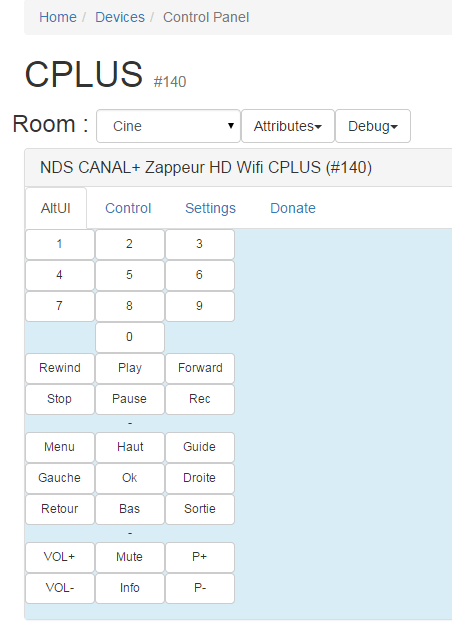 Home / Devices / Control Panel
CPLUS #140
Room : Cine Attributes Debug
NDS CANAL+ Zappeur HD Wifi CPLUS (#140)
AltUI Control Settings Donate
1 2 3
4 5 6
7 8 9
0
Rewind Play Forward
Stop Pause Rec
-
Menu Haut Guide
Gauche Ok Droite
Retour Bas Sortie
-
VOL+ Mute P+
VOL- Info P-